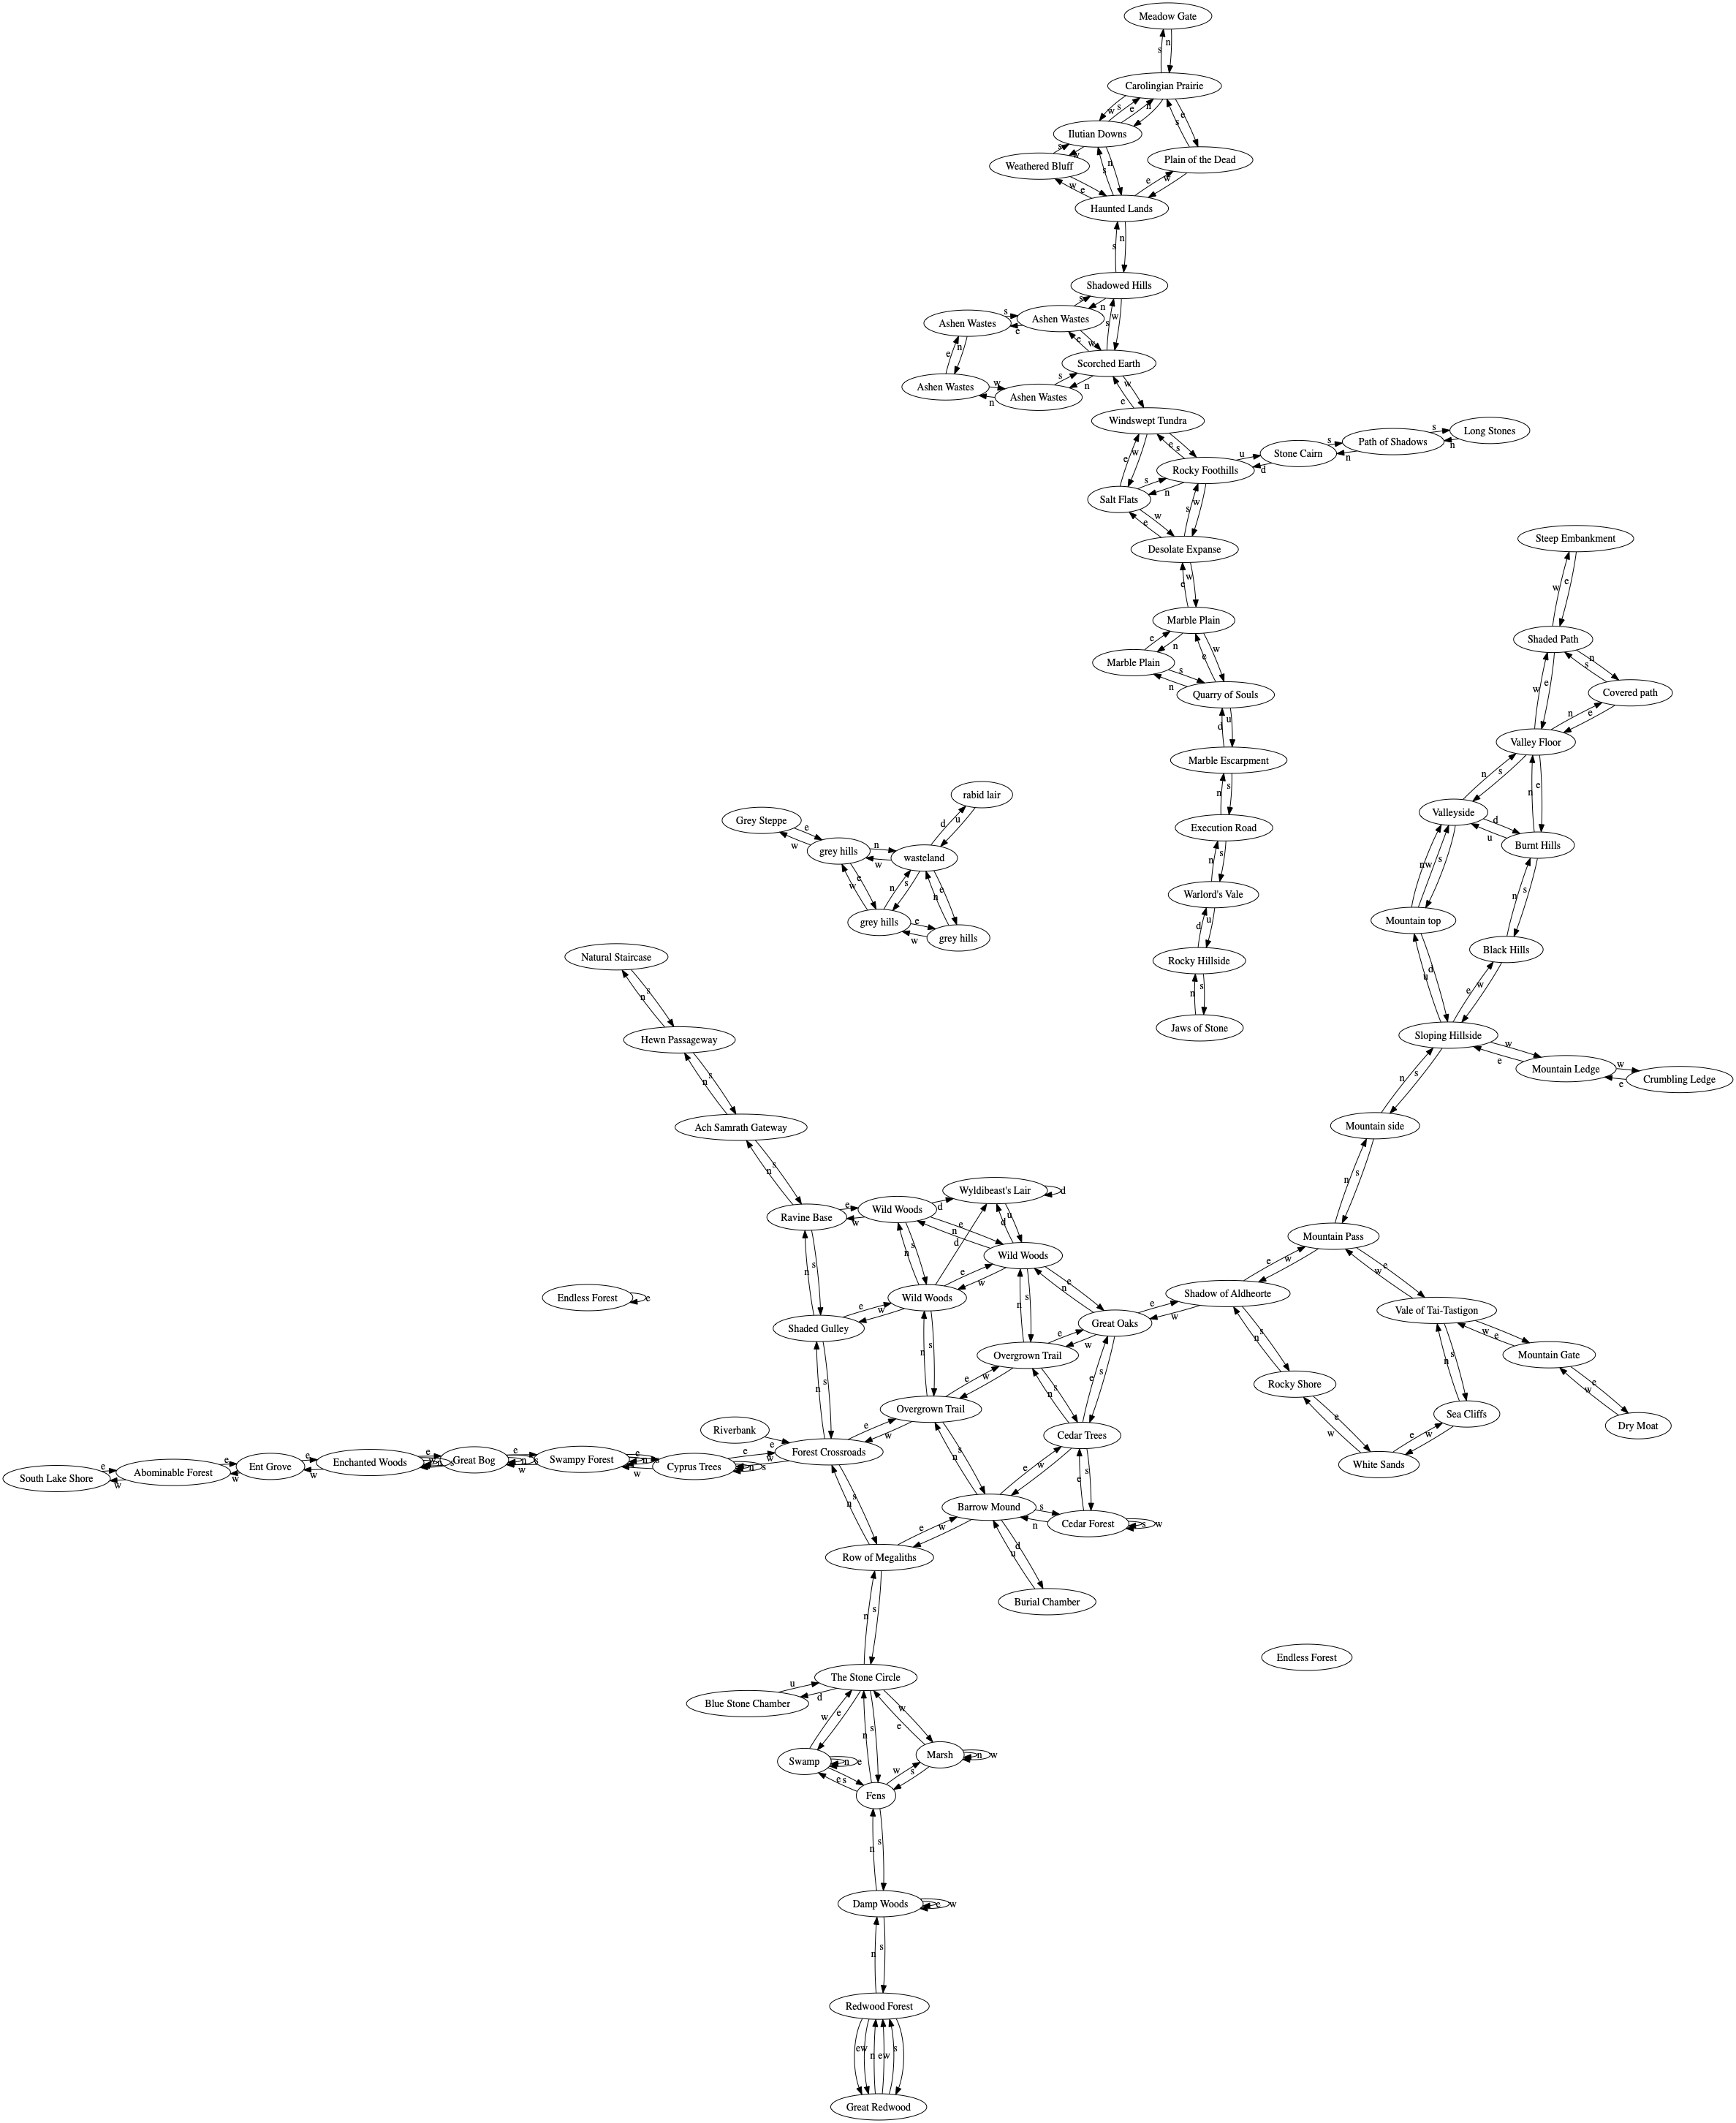 Meadow Gate
s n
Carolingian Prairie
w s e n s e
Ilutian Downs
Weathered Bluff
s w
Plain of the Dead
n s
w e
e w
Haunted Lands
n
s
Shadowed Hills
s n
Ashen Wastes
s e
Ashen Wastes
s w
e w
Scorched Earth
e n
Ashen Wastes
w n
Ashen Wastes
s n
w e
Windswept Tundra
e w
e s
Rocky Foothills
u d
Stone Cairn
s n
Path of Shadows
s n
Long Stones
Salt Flats
s n
w e
s w
Desolate Expanse
w e
Marble Plain
e n
Marble Plain
s n
w e
Quarry of Souls
u d
Marble Escarpment
s n
Execution Road
s n
Warlord's Vale
d u
Rocky Hillside
s n
Jaws of Stone
Steep Embankment
w e
Shaded Path
n s
Covered path
w e
n e
Valley Floor
n s
n e
Valleyside
d u
Burnt Hills
n w s
n s
Mountain top
Black Hills
u d
e w
Sloping Hillside
w e
Mountain Ledge
w e
Crumbling Ledge
n s
Mountain side
n s
Mountain Pass
rabid lair
d u
Grey Steppe
e w
grey hills
n w
wasteland
w e
n s
n e
grey hills
e w
grey hills
Natural Staircase
s n
Hewn Passageway
s n
Ach Samrath Gateway
s n
Ravine Base
e w
Wild Woods
d
Wyldibeast's Lair
d
n s
n s
d
e n
d u
Wild Woods
Wild Woods
e w
Shaded Gulley
e w
n s
n s
n s
e n
Great Oaks
e w
Shadow of Aldheorte
e w
w e
Vale of Tai-Tastigon
w e
Mountain Gate
w e
Dry Moat
Endless Forest
e
Overgrown Trail
e w
n s
e s
n s
Rocky Shore
n s
Sea Cliffs
e w
e w
White Sands
Overgrown Trail
e w
Cedar Trees
Riverbank
e
Forest Crossroads
e w
South Lake Shore
e w
Abominable Forest
e w
Ent Grove
e w
Enchanted Woods
e w n s
Great Bog
e w n s
Swampy Forest
e w n s
Cyprus Trees
e w n s
n s
n s
e w
e s
Barrow Mound
s n
Cedar Forest
s w
e w
d u
Row of Megaliths
Burial Chamber
n s
Endless Forest
The Stone Circle
u d
Blue Stone Chamber
w e
n s
w e
Swamp
n e
Marsh
n w
e s
w s
Fens
n s
Damp Woods
e w
n s
Redwood Forest
e w n e w s
Great Redwood